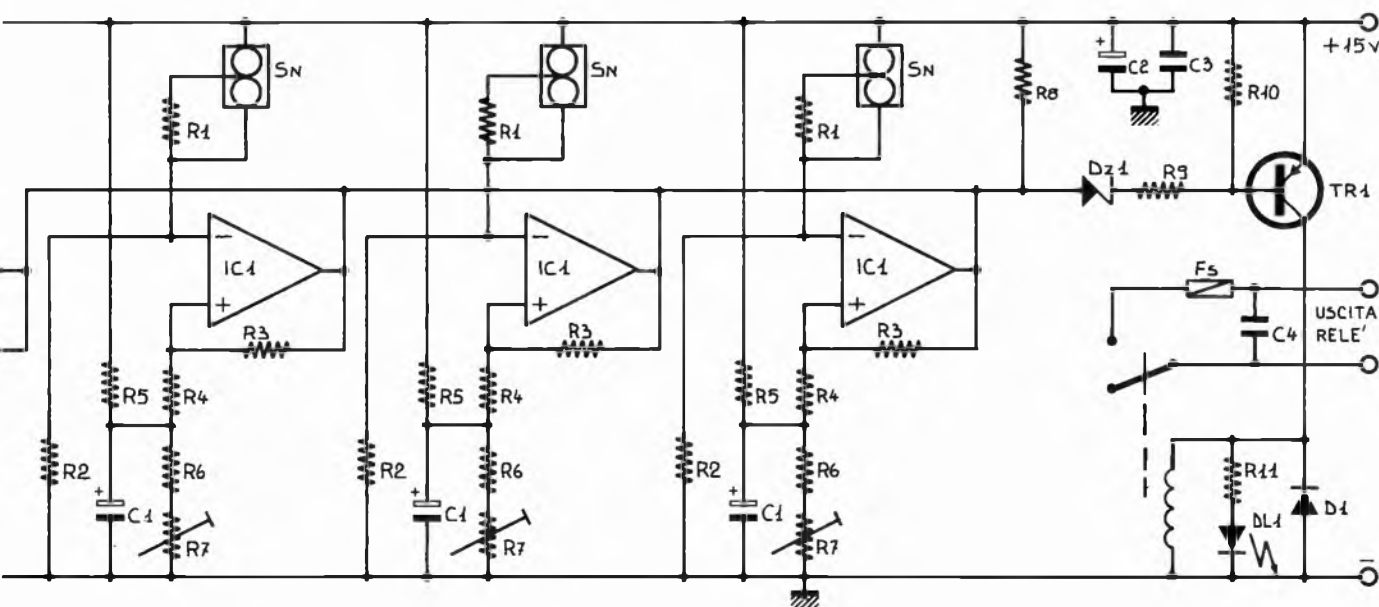 +15V
SN
SN
SN
R1
R1
R1
R8
+
C2
C3
R10
Dz1
R9
TR1
−
IC1
+
−
IC1
+
−
IC1
+
R3
R3
R3
Fs
C4
USCITA
RELE'
R5
R4
R5
R4
R5
R4
R2
R6
R2
R6
R2
R6
+
C1
R7
+
C1
R7
+
C1
R7
R11
DL1
D1
−